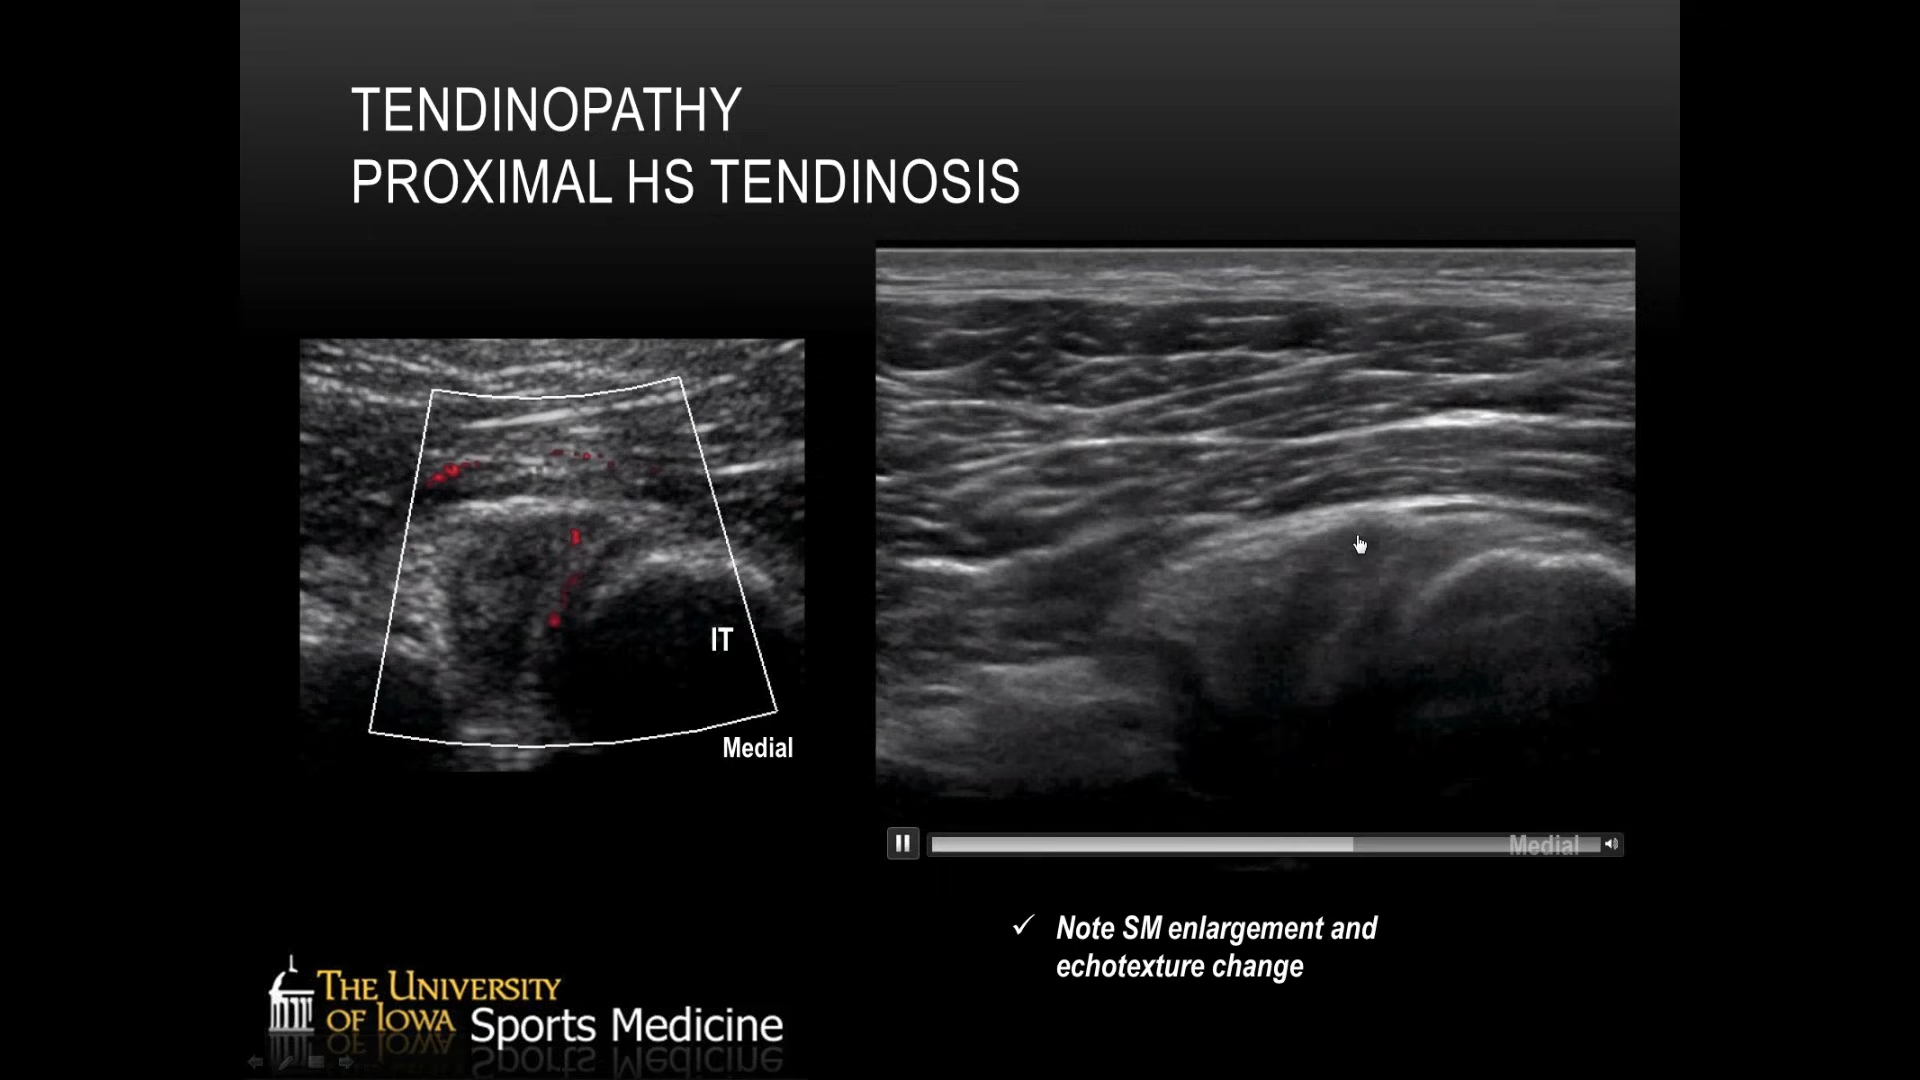 TENDINOPATHY
PROXIMAL HS TENDINOSIS
IT
Medial
Medial
✓ Note SM enlargement and
echotexture change
THE UNIVERSITY
OF IOWA Sports Medicine